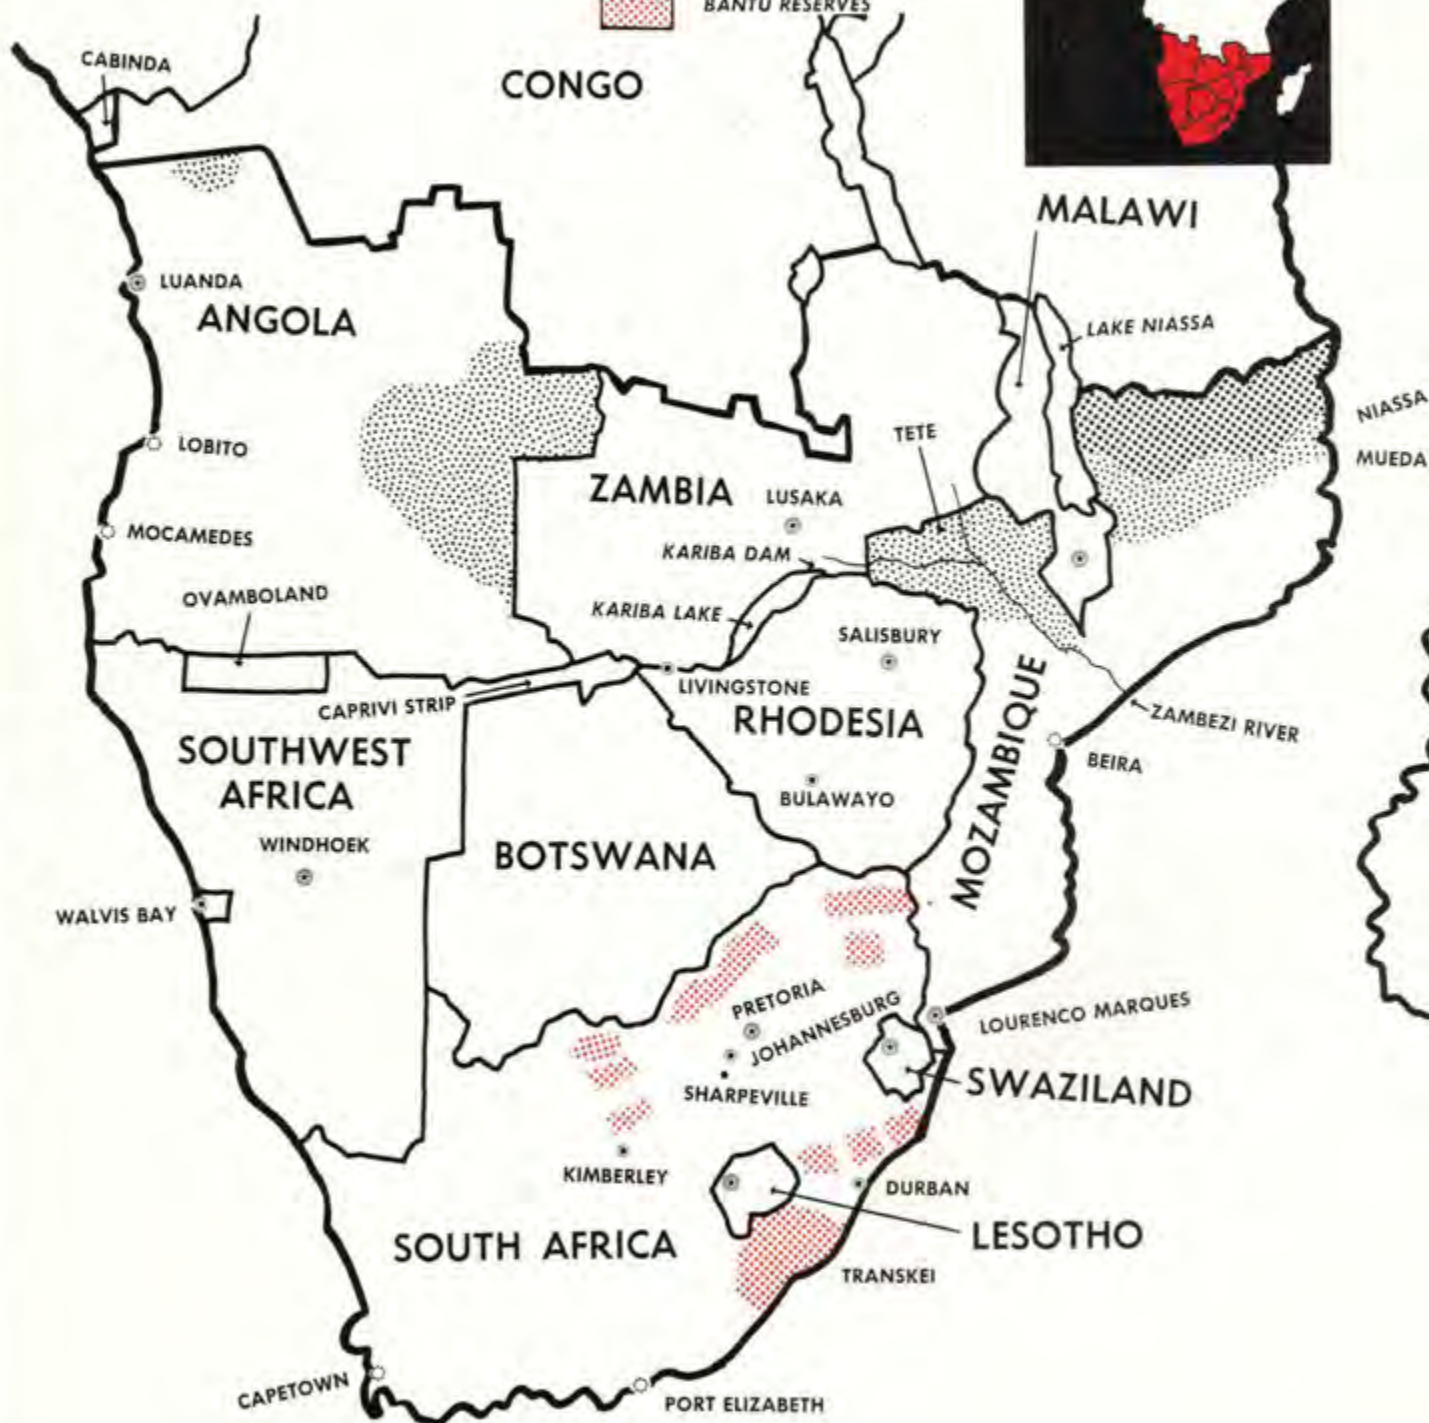 BANTU RESERVES
CABINDA
CONGO
MALAWI
LUANDA
ANGOLA
LAKE NIASSA
NIASSA
MUEDA
LOBITO
TETE
ZAMBIA
LUSAKA
MOCAMEDES
KARIBA DAM
OVAMBOLAND
KARIBA LAKE
SALISBURY
LIVINGSTONE
CAPRIVI STRIP
RHODESIA
MOZAMBIQUE
ZAMBEZI RIVER
SOUTHWEST
AFRICA
BEIRA
BULAWAYO
WINDHOEK
BOTSWANA
WALVIS BAY
PRETORIA
JOHANNESBURG
LOURENCO MARQUES
SHARPEVILLE
SWAZILAND
KIMBERLEY
DURBAN
SOUTH AFRICA
LESOTHO
TRANSKEI
CAPETOWN
PORT ELIZABETH